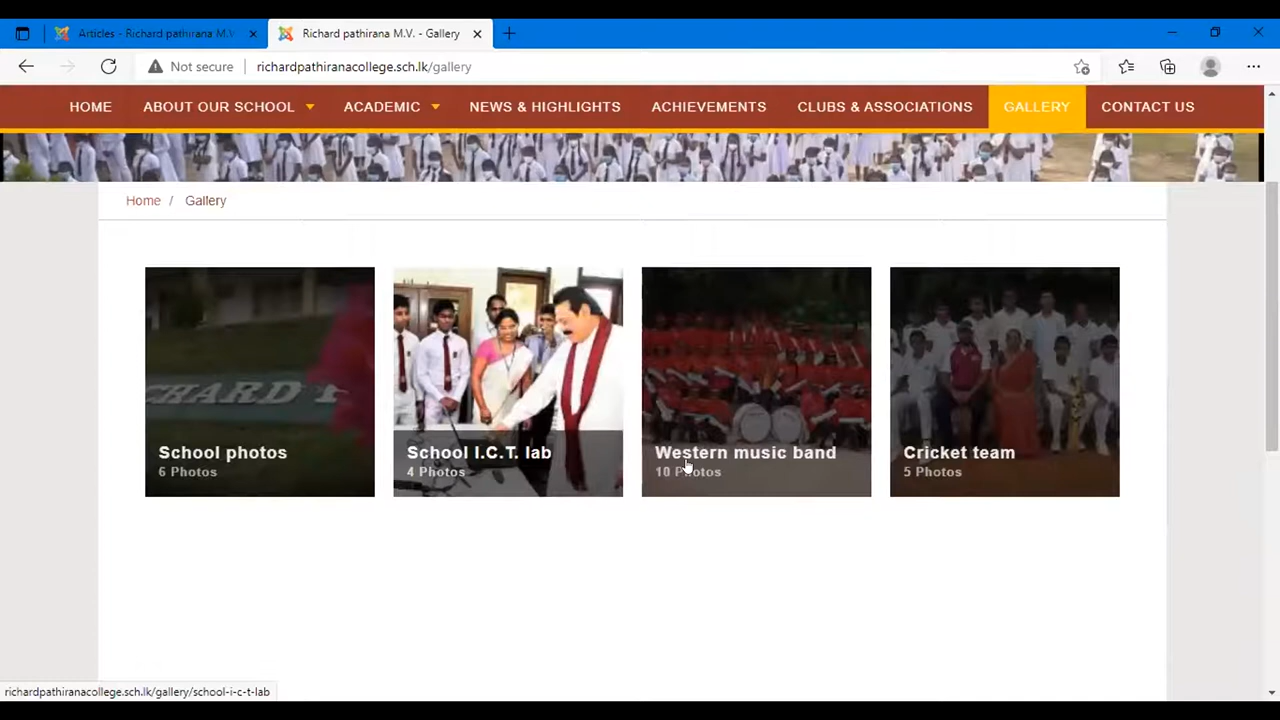 Articles - Richard pathirana M.V.
Richard pathirana M.V. - Gallery
Not secure
richardpathiranacollege.sch.lk/gallery
HOME
ABOUT OUR SCHOOL
ACADEMIC
NEWS & HIGHLIGHTS
ACHIEVEMENTS
CLUBS & ASSOCIATIONS
GALLERY
CONTACT US
Home / Gallery
School photos
6 Photos
School I.C.T. lab
4 Photos
Western music band
10 Photos
Cricket team
5 Photos
richardpathiranacollege.sch.lk/gallery/school-i-c-t-lab